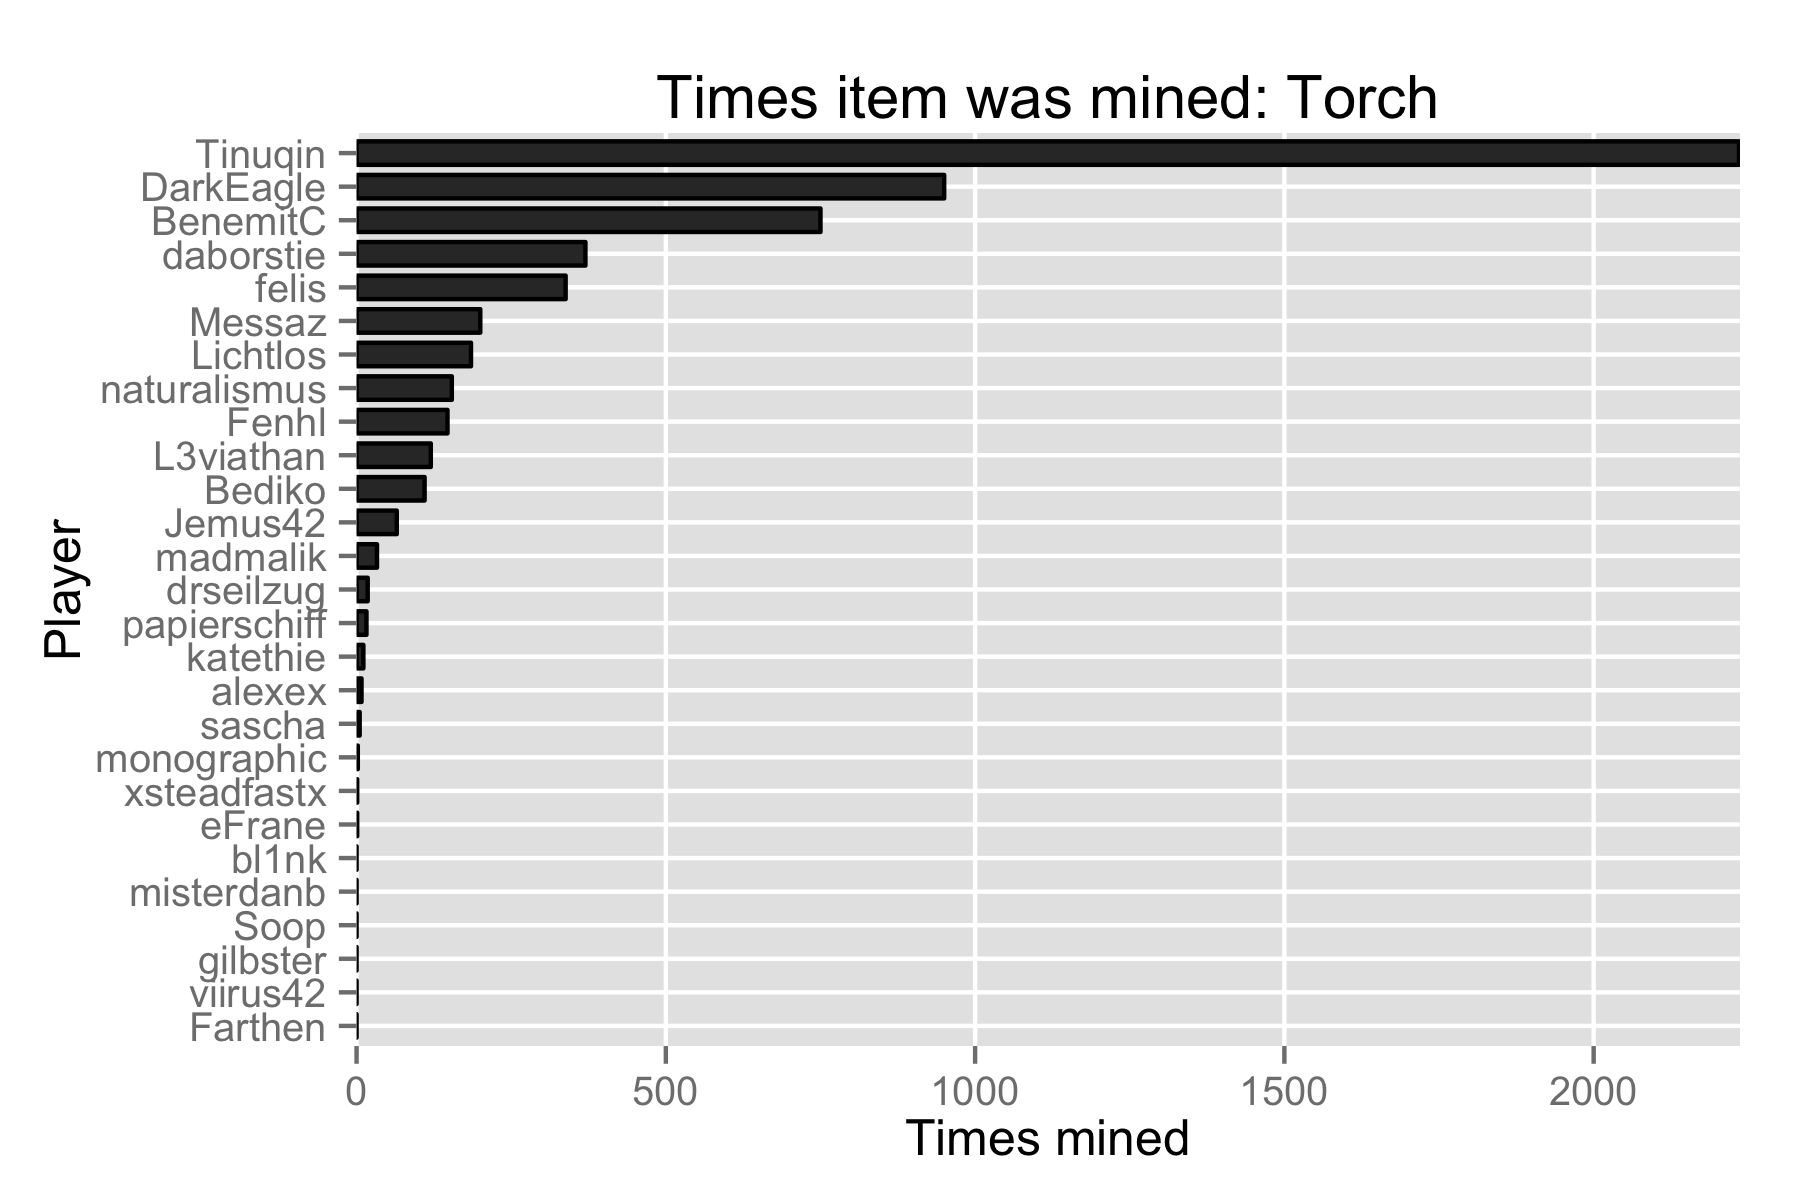 Times item was mined: Torch
Tinuqin
DarkEagle
BenemitC
daborstie
felis
Messaz
Lichtlos
naturalismus
Fenhl
L3viathan
Bediko
Jemus42
madmalik
drseilzug
papierschiff
katethie
alexex
sascha
monographic
xsteadfastx
eFrane
bl1nk
misterdanb
Soop
gilbster
viirus42
Farthen
Player
0 500 1000 1500 2000
Times mined